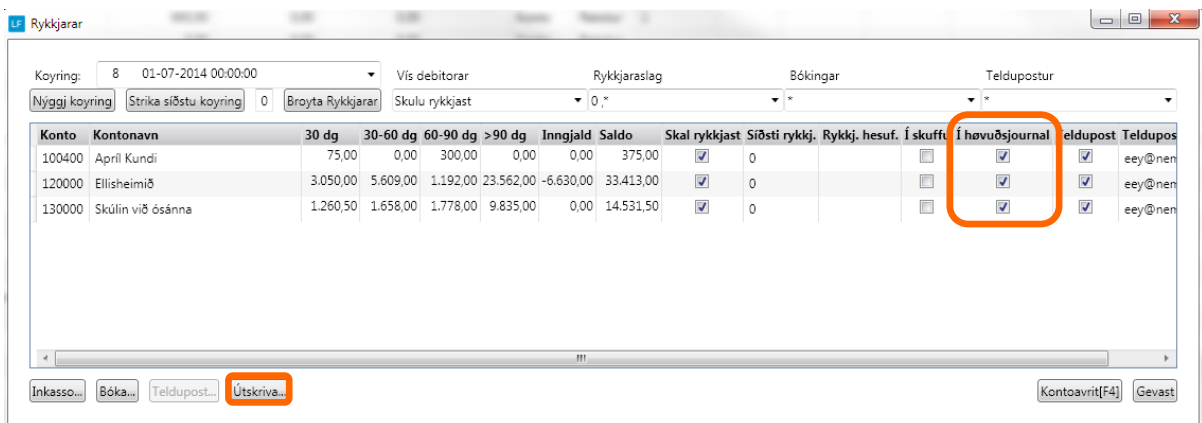 LF Rykkjarar
Koyring: 8 01-07-2014 00:00:00 Vís debitorar Rykkjaraslag Bókingar Teldupostur
Nýggj koyring Strika síðstu koyring 0 Broyta Rykkjarar Skulu rykkjast 0,* * *
Konto Kontonavn 30 dg 30-60 dg 60-90 dg >90 dg Inngjald Saldo Skal rykkjast Síðsti rykkj. Rykkj. hesuf. Í skuffu Í høvuðsjournal Teldupost Teldupos
100400 Apríl Kundi 75,00 0,00 300,00 0,00 0,00 375,00 0 eey@nem
120000 Ellisheimið 3.050,00 5.609,00 1.192,00 23.562,00 -6.630,00 33.413,00 0 eey@nem
130000 Skúlin við ósánna 1.260,50 1.658,00 1.778,00 9.835,00 0,00 14.531,50 0 eey@nem
Inkasso... Bóka... Teldupost... Útskriva... Kontoavrit[F4] Gevast